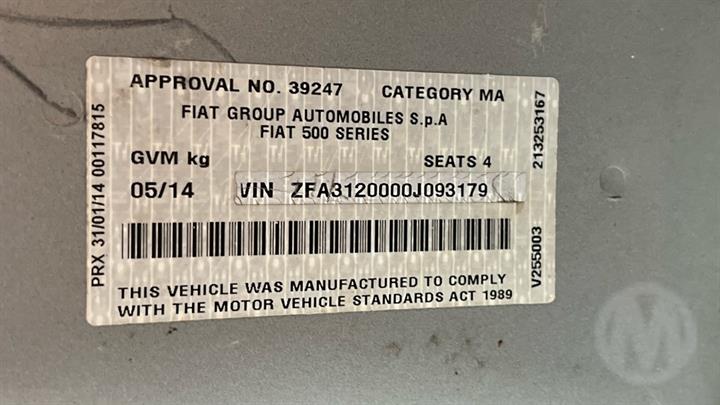 APPROVAL NO. 39247 CATEGORY MA
FIAT GROUP AUTOMOBILES S.p.A
FIAT 500 SERIES
GVM kg SEATS 4
05/14 VIN ZFA3120000J093179
THIS VEHICLE WAS MANUFACTURED TO COMPLY
WITH THE MOTOR VEHICLE STANDARDS ACT 1989
PRX 31/01/14 00117815
V255003 213253167
M